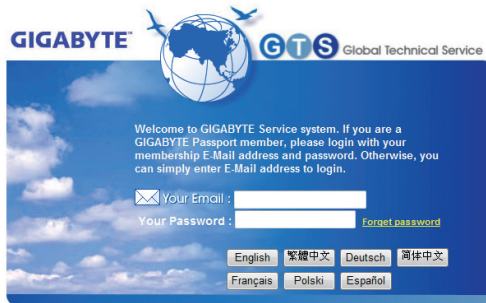 GIGABYTE™
GTS Global Technical Service
Welcome to GIGABYTE Service system. If you are a
GIGABYTE Passport member, please login with your
membership E-Mail address and password. Otherwise, you
can simply enter E-Mail address to login.
Your Email :
Your Password :
Forget password
English 繁體中文 Deutsch 简体中文
Français Polski Español